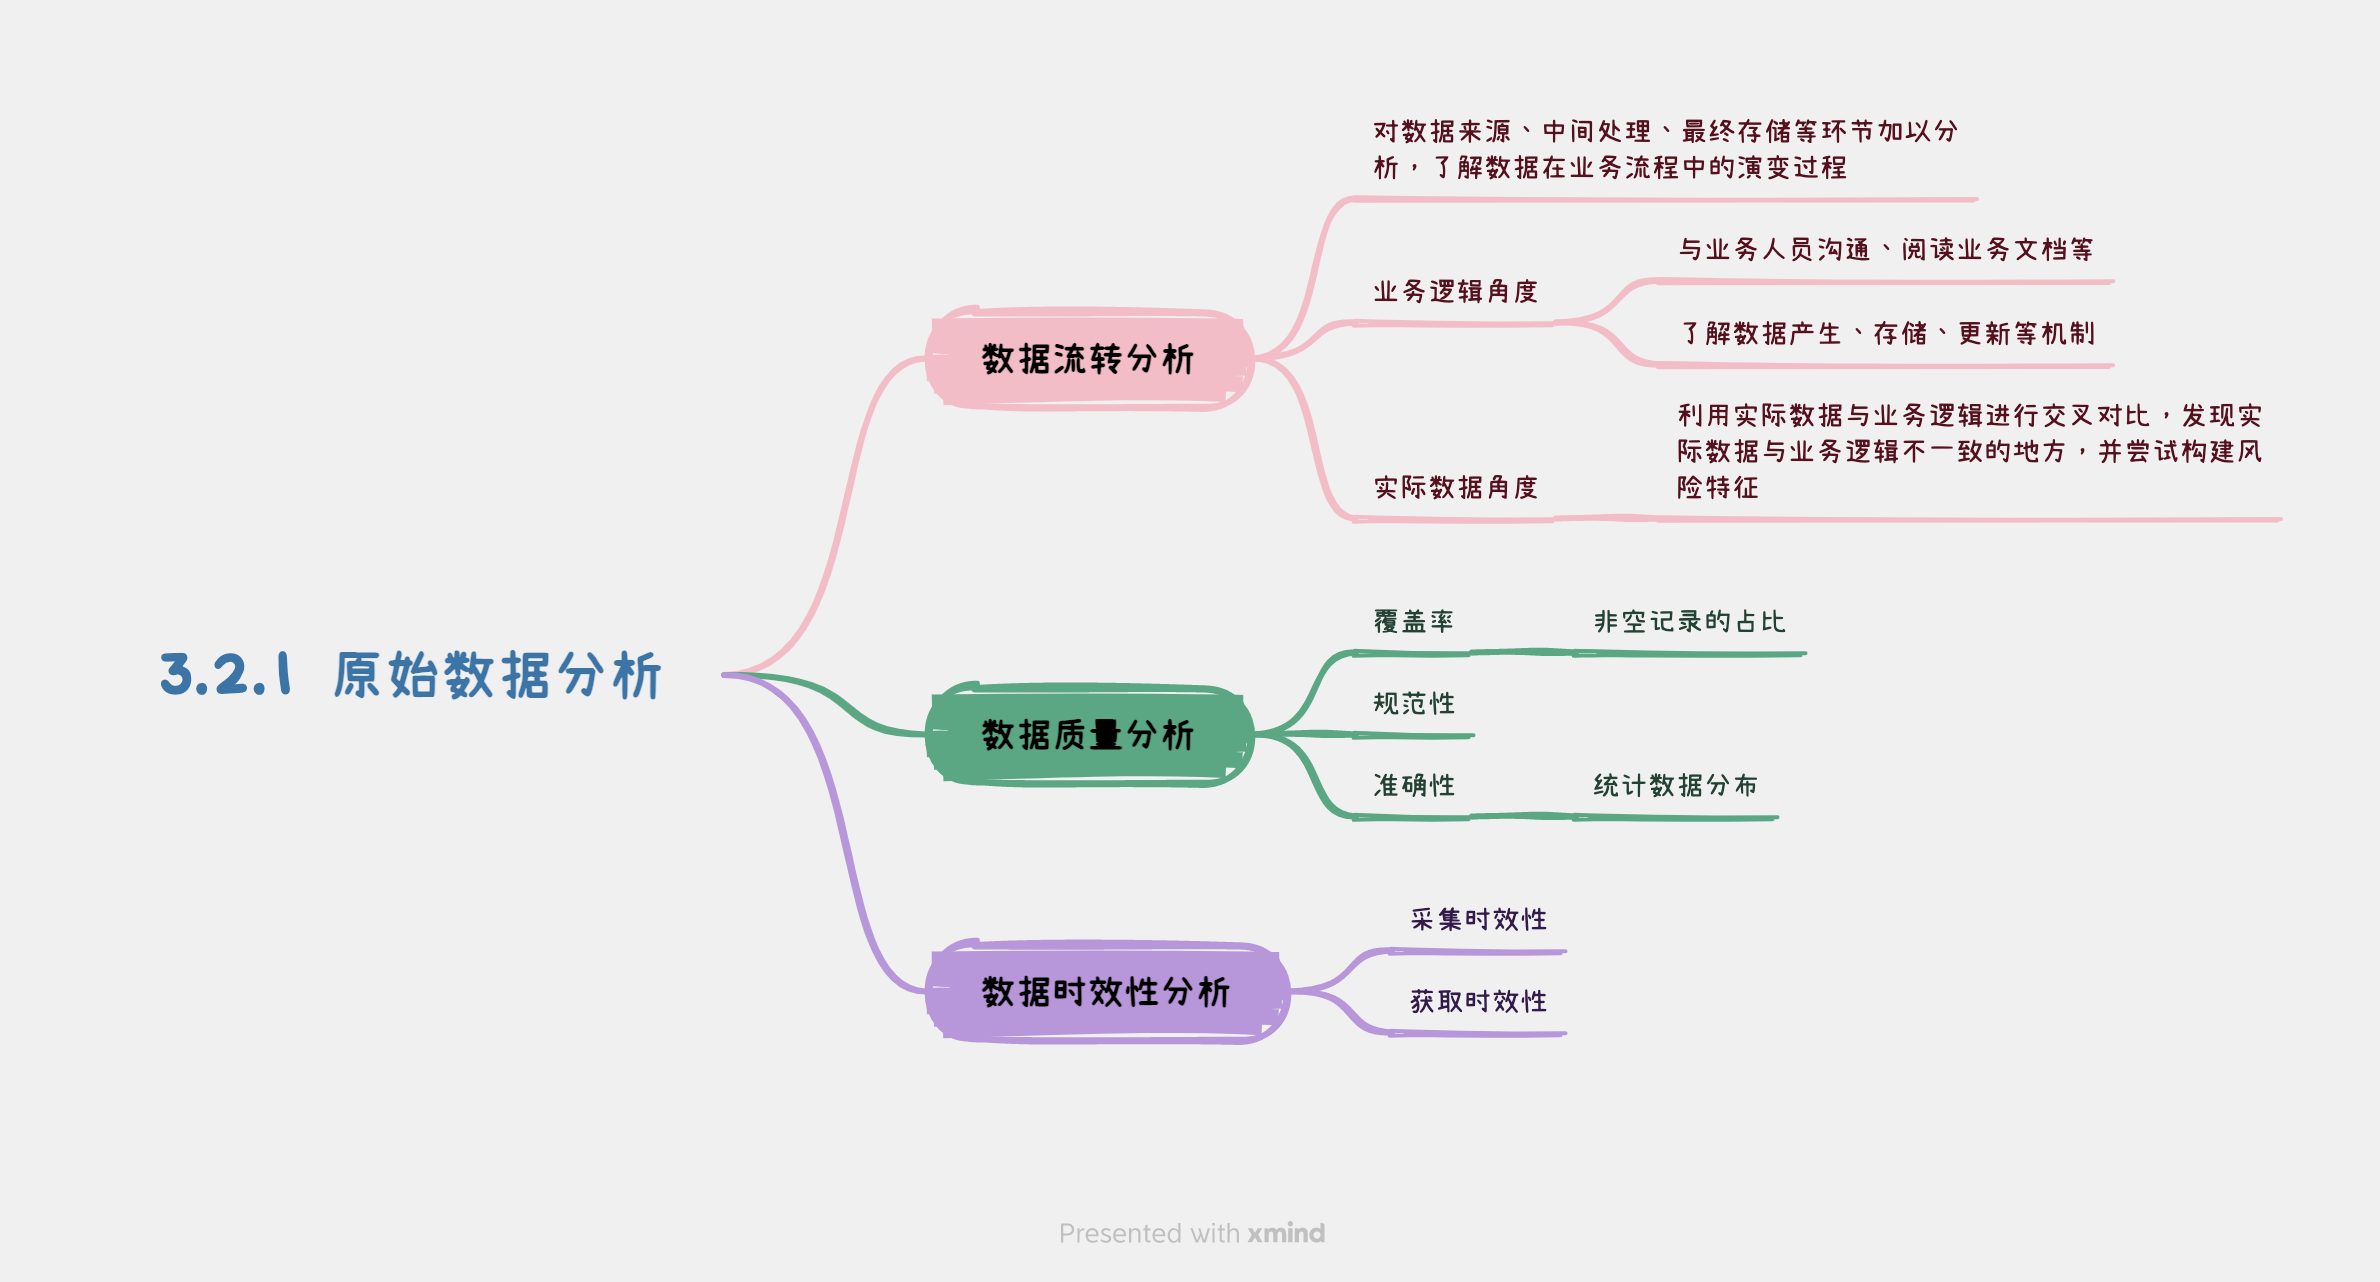 3.2.1 原始数据分析
数据流转分析
对数据来源、中间处理、最终存储等环节加以分
析，了解数据在业务流程中的演变过程
业务逻辑角度
与业务人员沟通、阅读业务文档等
了解数据产生、存储、更新等机制
实际数据角度
利用实际数据与业务逻辑进行交叉对比，发现实
际数据与业务逻辑不一致的地方，并尝试构建风
险特征
数据质量分析
覆盖率
非空记录的占比
规范性
准确性
统计数据分布
数据时效性分析
采集时效性
获取时效性
Presented with xmind